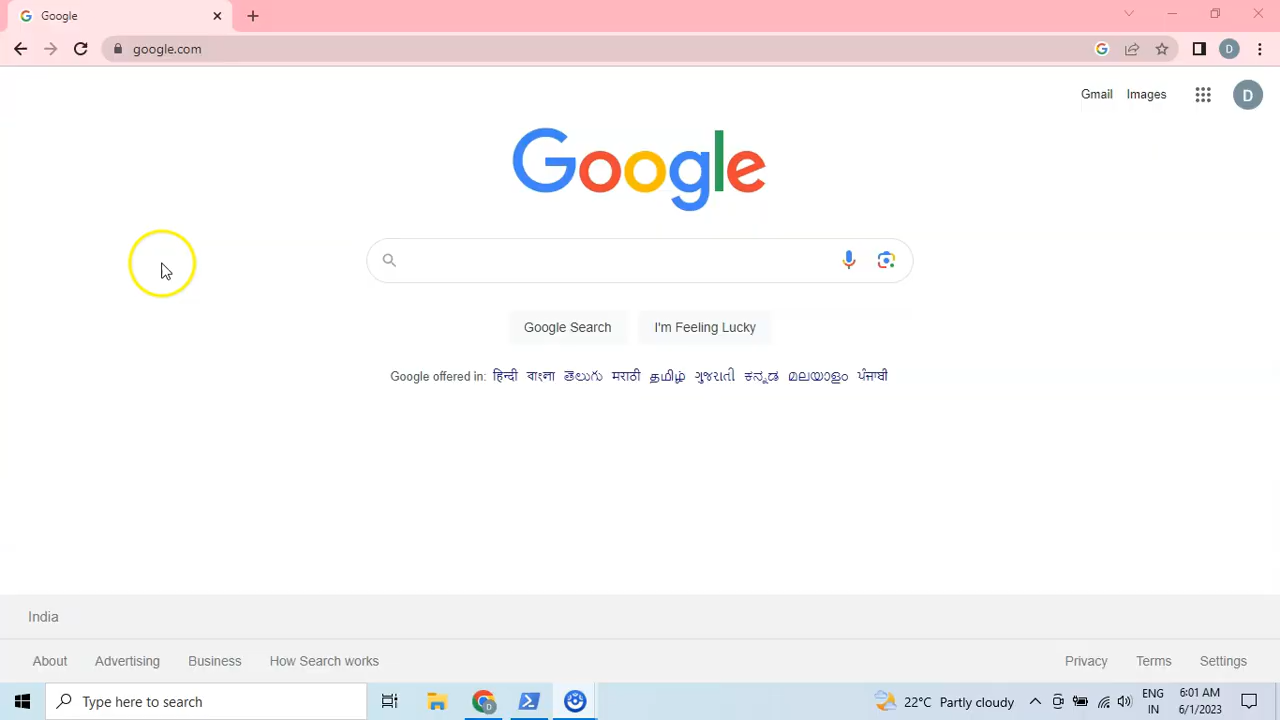 Google
google.com
D
Gmail
Images
D
Google
Google Search
I'm Feeling Lucky
Google offered in: हिन्दी বাংলা తెలుగు मराठी தமிழ் ગુજરાતી ಕನ್ನಡ മലയാളം ਪੰਜਾਬੀ
India
About
Advertising
Business
How Search works
Privacy
Terms
Settings
Type here to search
D
22°C Partly cloudy
ENG
IN
6:01 AM
6/1/2023